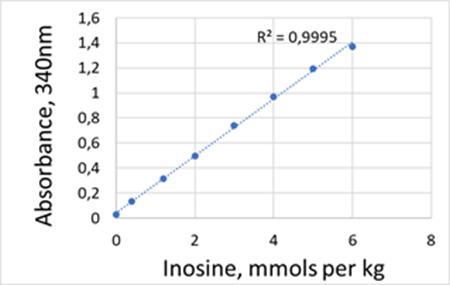 1,6
1,4
R² = 0,9995
1,2
1
0,8
0,6
0,4
0,2
0
Absorbance, 340nm
0 2 4 6 8
Inosine, mmols per kg